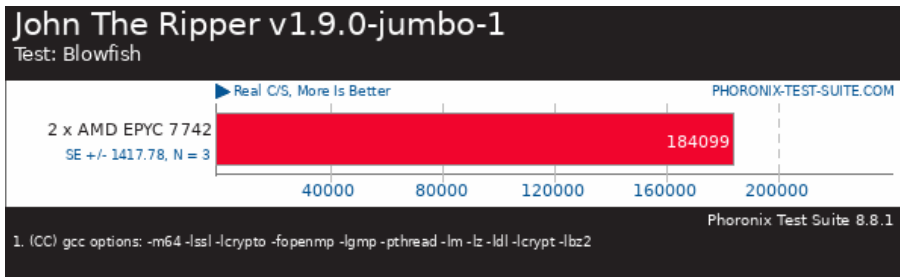 John The Ripper v1.9.0-jumbo-1
Test: Blowfish
Real C/S, More Is Better PHORONIX-TEST-SUITE.COM
2 x AMD EPYC 7742 184099
SE +/- 1417.78, N = 3
40000 80000 120000 160000 200000
Phoronix Test Suite 8.8.1
1. (CC) gcc options: -m64 -lssl -lcrypto -fopenmp -lgmp -pthread -lm -lz -ldl -lcrypt -lbz2